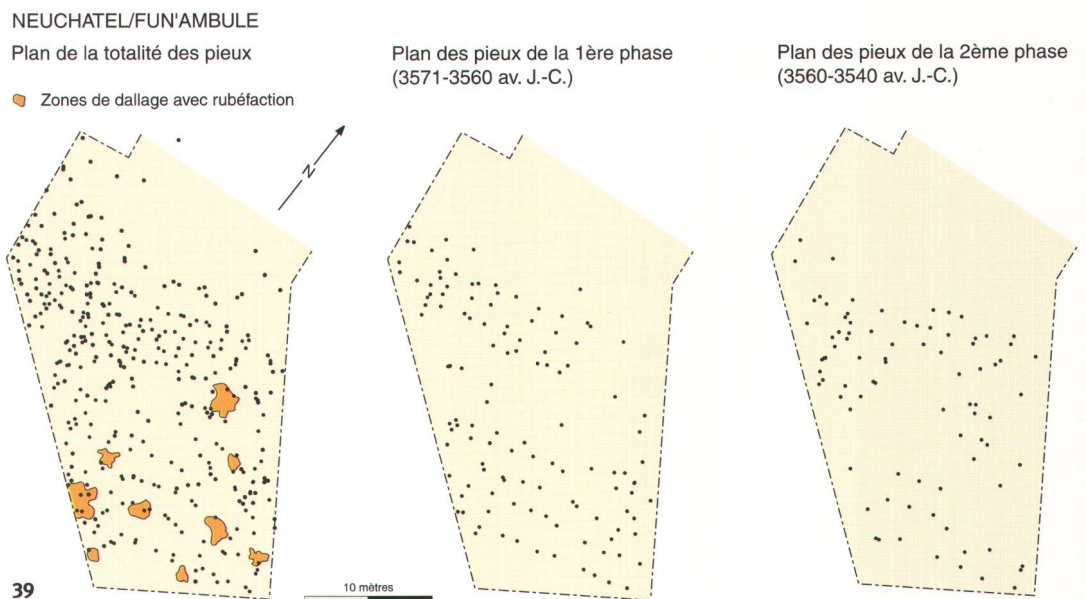 NEUCHATEL/FUN'AMBULE
Plan de la totalité des pieux
Zones de dallage avec rubéfaction
Plan des pieux de la 1ère phase
(3571-3560 av. J.-C.)
Plan des pieux de la 2ème phase
(3560-3540 av. J.-C.)
N
39
10 mètres